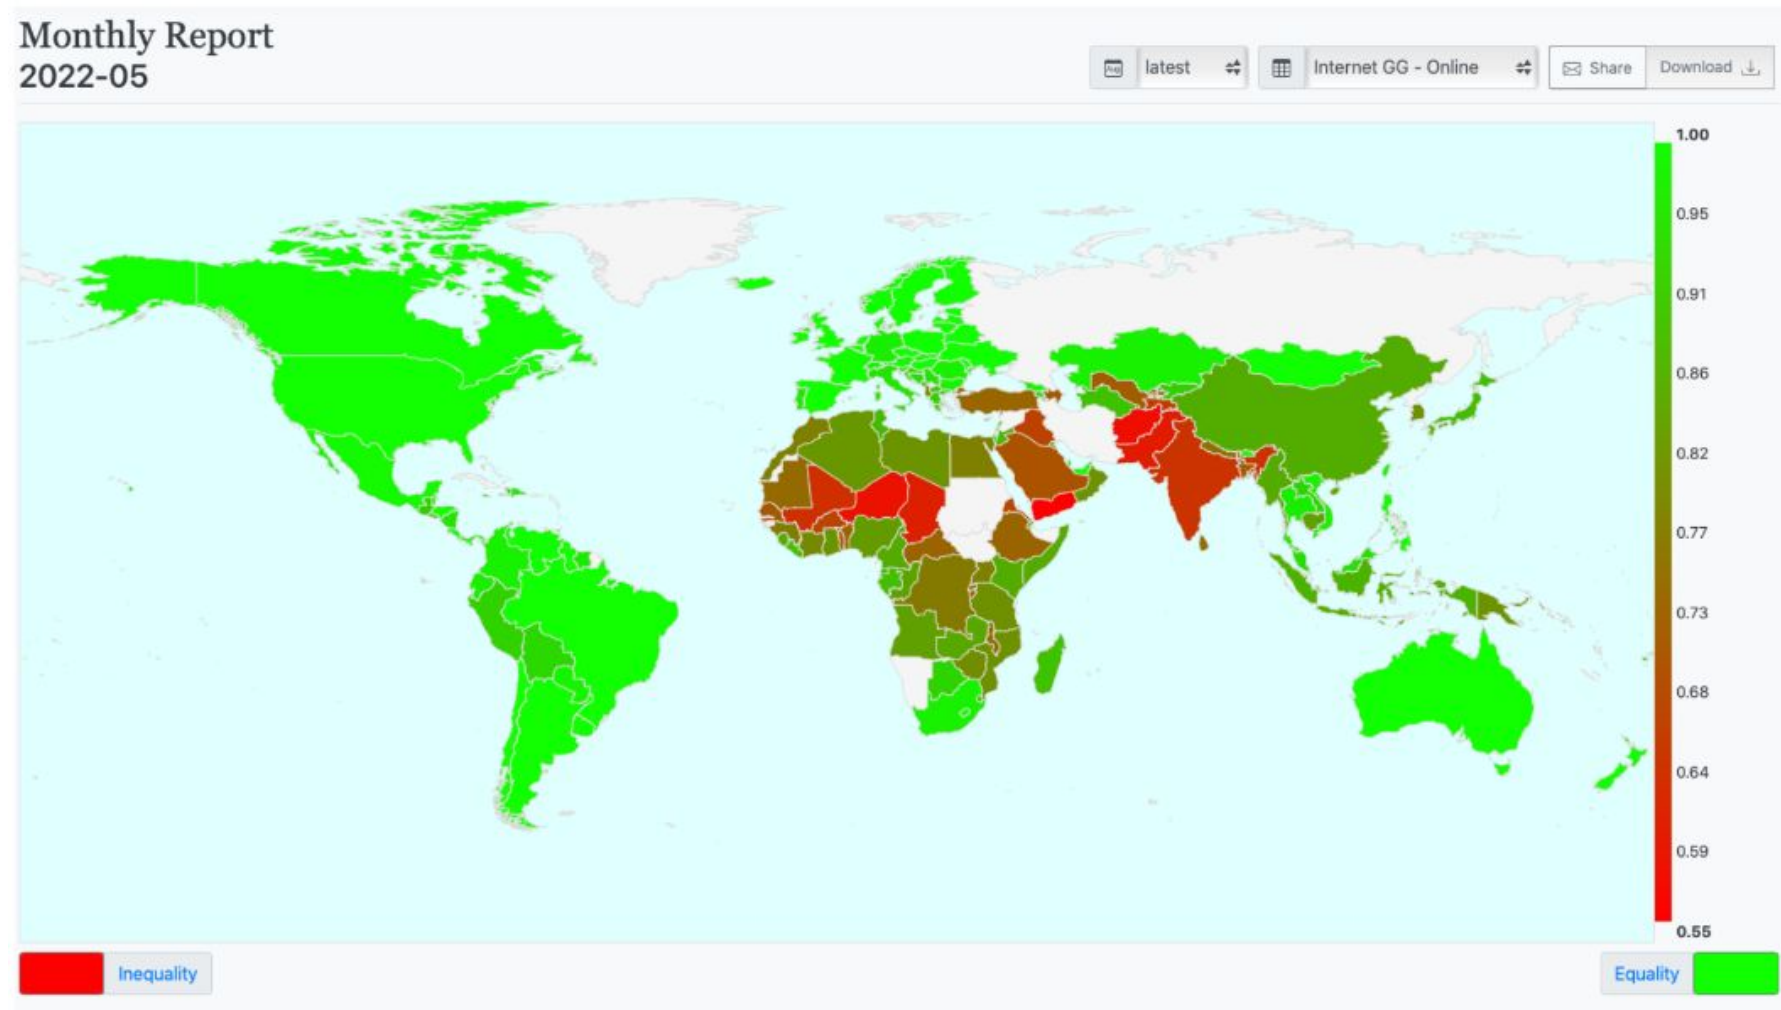 Monthly Report
2022-05
latest
Internet GG - Online
Share
Download
1.00
0.95
0.91
0.86
0.82
0.77
0.73
0.68
0.64
0.59
0.55
Inequality
Equality